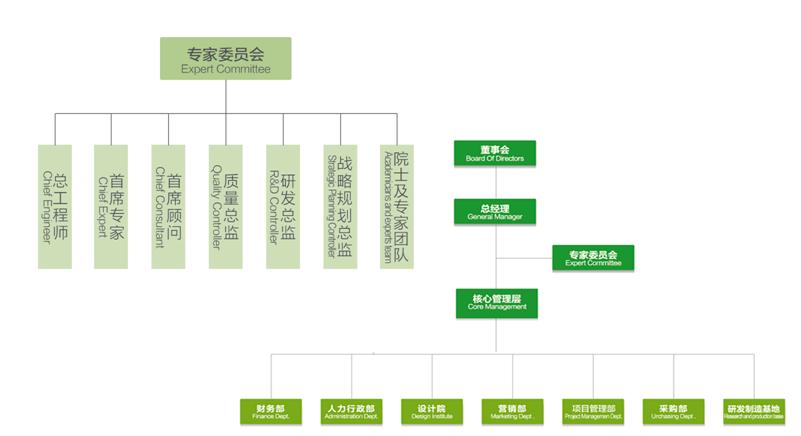 专家委员会
Expert Committee
总工程师
Chief Engineer
首席专家
Chief Expert
首席顾问
Chief Consultant
质量总监
Quality Controller
研发总监
R&D Controller
战略规划总监
Strategic Planning Controller
院士及专家团队
Academicians and experts team
董事会
Board Of Directors
总经理
General Manager
专家委员会
Expert Committee
核心管理层
Core Management
财务部
Finance Dept.
人力行政部
Administration Dept.
设计院
Design Institute
营销部
Marketing Dept.
项目管理部
Project Managemen Dept.
采购部
Urchasing Dept.
研发制造基地
Research and production base